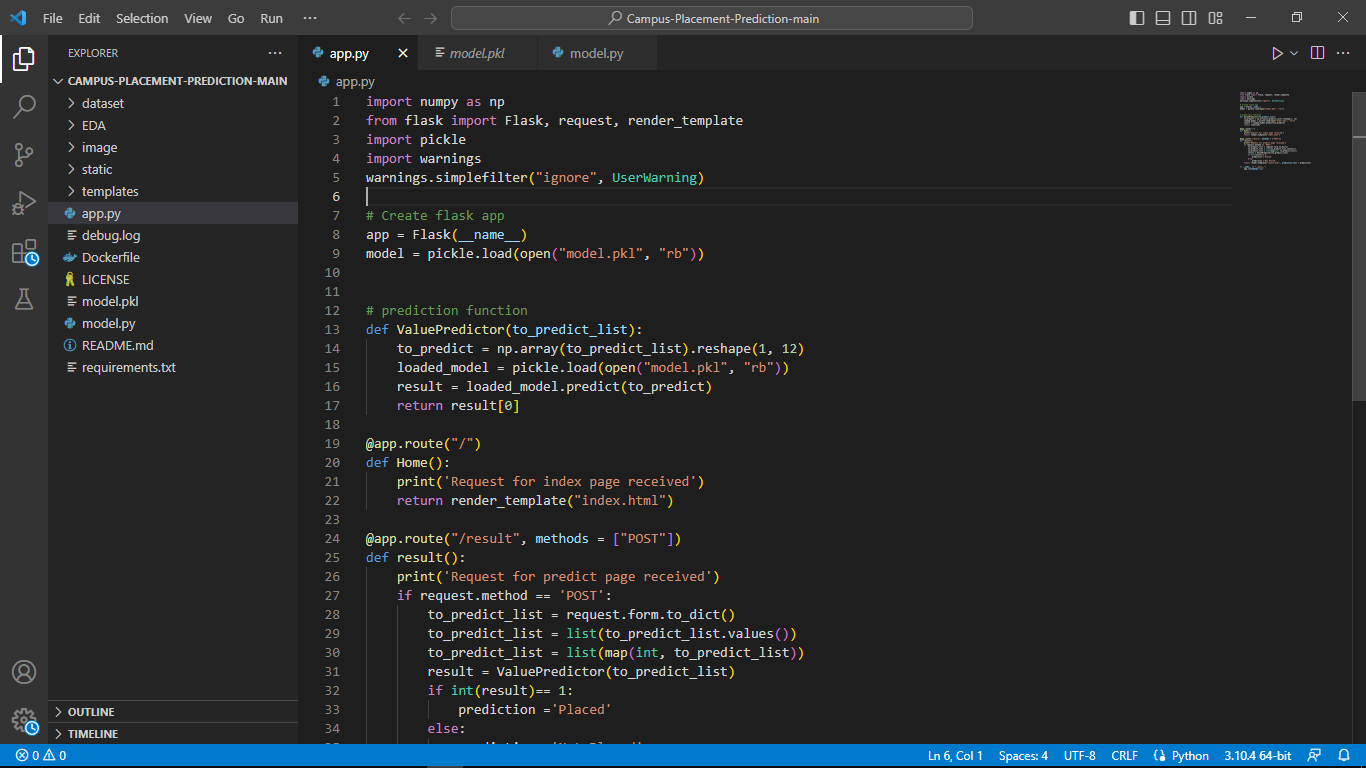 File Edit Selection View Go Run ···
Campus-Placement-Prediction-main
EXPLORER
CAMPUS-PLACEMENT-PREDICTION-MAIN
dataset
EDA
image
static
templates
app.py
debug.log
Dockerfile
LICENSE
model.pkl
model.py
README.md
requirements.txt
OUTLINE
TIMELINE
app.py model.pkl model.py
app.py
1 import numpy as np
2 from flask import Flask, request, render_template
3 import pickle
4 import warnings
5 warnings.simplefilter("ignore", UserWarning)
6
7 # Create flask app
8 app = Flask(__name__)
9 model = pickle.load(open("model.pkl", "rb"))
10
11
12 # prediction function
13 def ValuePredictor(to_predict_list):
14     to_predict = np.array(to_predict_list).reshape(1, 12)
15     loaded_model = pickle.load(open("model.pkl", "rb"))
16     result = loaded_model.predict(to_predict)
17     return result[0]
18
19 @app.route("/")
20 def Home():
21     print('Request for index page received')
22     return render_template("index.html")
23
24 @app.route("/result", methods = ["POST"])
25 def result():
26     print('Request for predict page received')
27     if request.method == 'POST':
28         to_predict_list = request.form.to_dict()
29         to_predict_list = list(to_predict_list.values())
30         to_predict_list = list(map(int, to_predict_list))
31         result = ValuePredictor(to_predict_list)
32         if int(result)== 1:
33             prediction ='Placed'
34         else:
0 0
Ln 6, Col 1 Spaces: 4 UTF-8 CRLF Python 3.10.4 64-bit